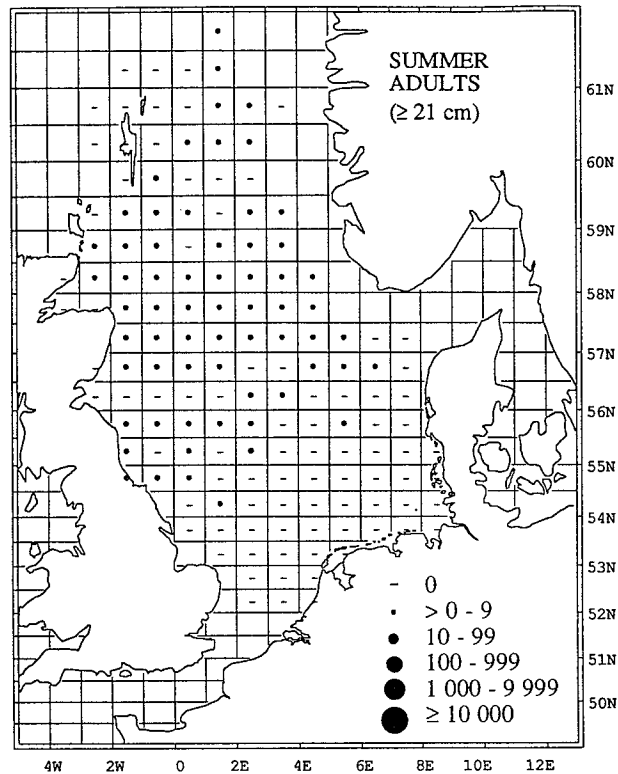 SUMMER
ADULTS
(≥ 21 cm)
61N
60N
59N
58N
57N
56N
55N
54N
53N
52N
51N
50N
- 0
> 0 - 9
10 - 99
100 - 999
1 000 - 9 999
≥ 10 000
4W 2W 0 2E 4E 6E 8E 10E 12E